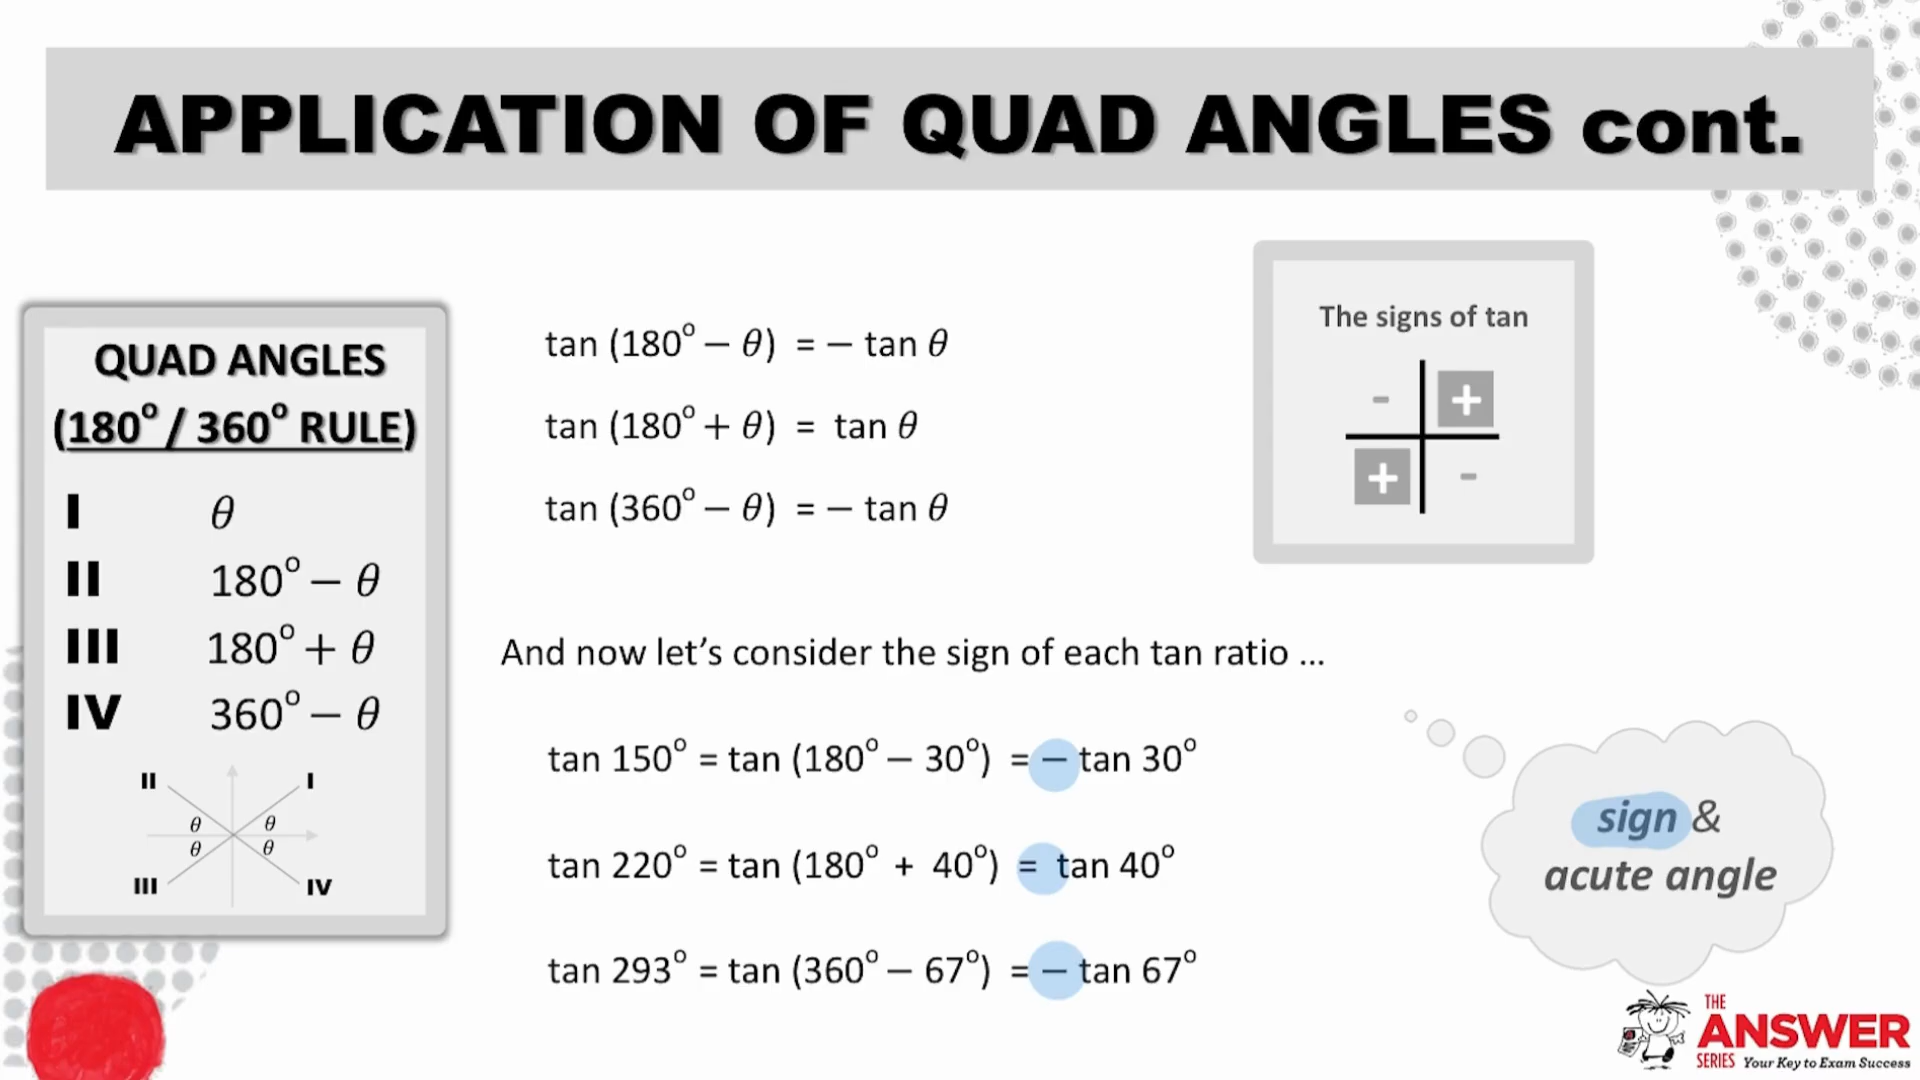 APPLICATION OF QUAD ANGLES cont.
QUAD ANGLES
(180° / 360° RULE)
I θ
II 180° − θ
III 180° + θ
IV 360° − θ
II I
θ θ
θ θ
III IV
tan (180° − θ) = − tan θ
tan (180° + θ) = tan θ
tan (360° − θ) = − tan θ
The signs of tan
- +
+ -
And now let’s consider the sign of each tan ratio ...
tan 150° = tan (180° − 30°) = − tan 30°
tan 220° = tan (180° + 40°) = tan 40°
tan 293° = tan (360° − 67°) = − tan 67°
sign &
acute angle
THE
ANSWER
SERIES Your Key to Exam Success